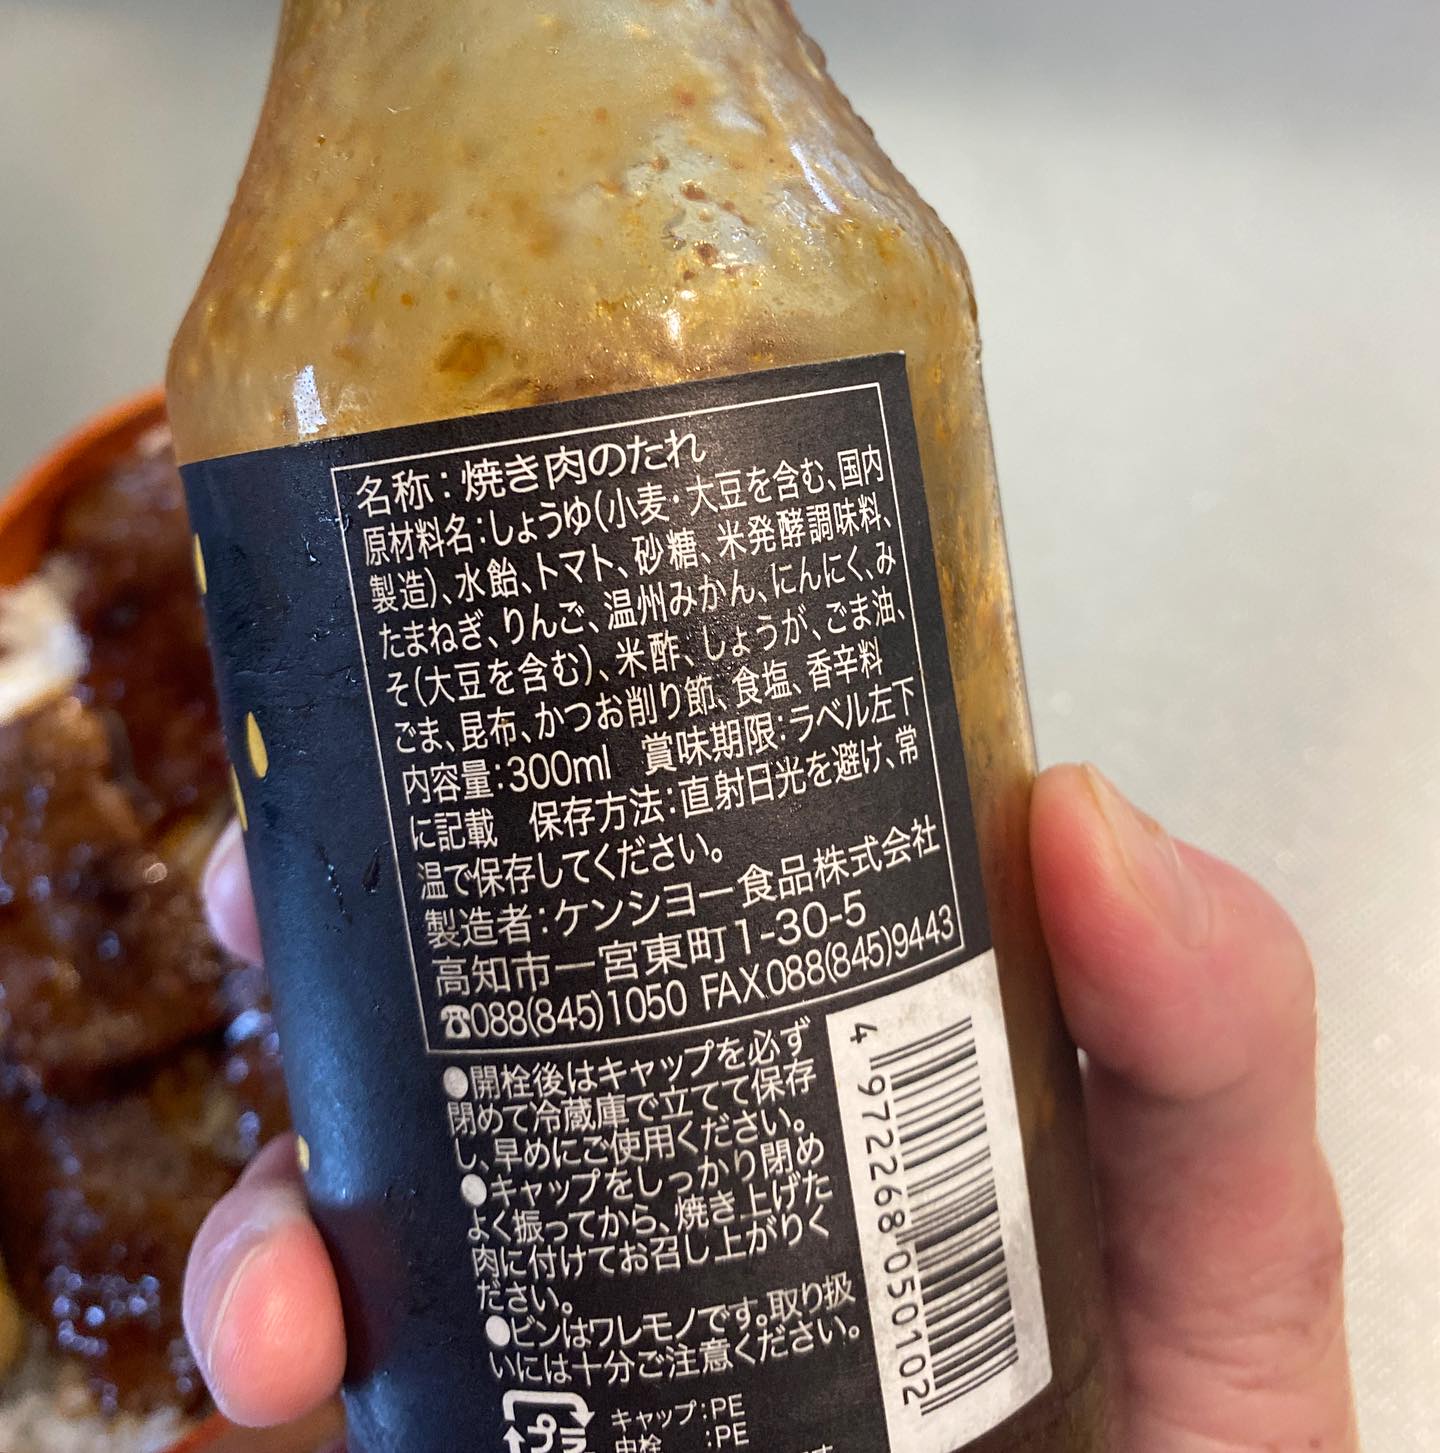 名称：焼き肉のたれ
原材料名：しょうゆ（小麦・大豆を含む、国内
製造）、水飴、トマト、砂糖、米発酵調味料、
たまねぎ、りんご、温州みかん、にんにく、み
そ（大豆を含む）、米酢、しょうが、ごま油、
ごま、昆布、かつお削り節、食塩、香辛料
内容量：300ml　賞味期限：ラベル左下
に記載　保存方法：直射日光を避け、常
温で保存してください。
製造者：ケンショー食品株式会社
高知市一宮東町1-30-5
☎088(845)1050 FAX088(845)9443
●開栓後はキャップを必ず
閉めて冷蔵庫で立てて保存
し、早めにご使用ください。
●キャップをしっかり閉め
よく振ってから、焼き上げた
肉に付けてお召し上がりく
ださい。
●ビンはワレモノです。取り扱
いには十分ご注意ください。
プラ
キャップ：PE
中栓　：PE
4 972268 050102